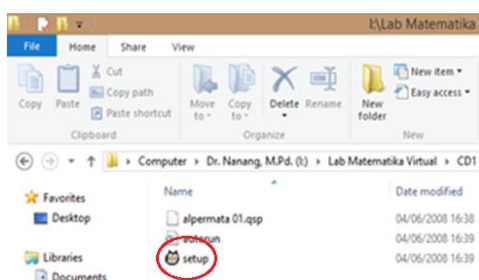 I:\Lab Matematika
File Home Share View
Copy
Paste
Cut
Copy path
Paste shortcut
Move to
Copy to
Delete
Rename
New folder
New item
Easy access
Clipboard
Organize
New
Computer Dr. Nanang, M.Pd. (I:) Lab Matematika Virtual CD1
Favorites
Desktop
Libraries
Documents
Name Date modified
alpermata 01.qsp 04/06/2008 16:38
autorun 04/06/2008 16:39
setup 04/06/2008 16:39